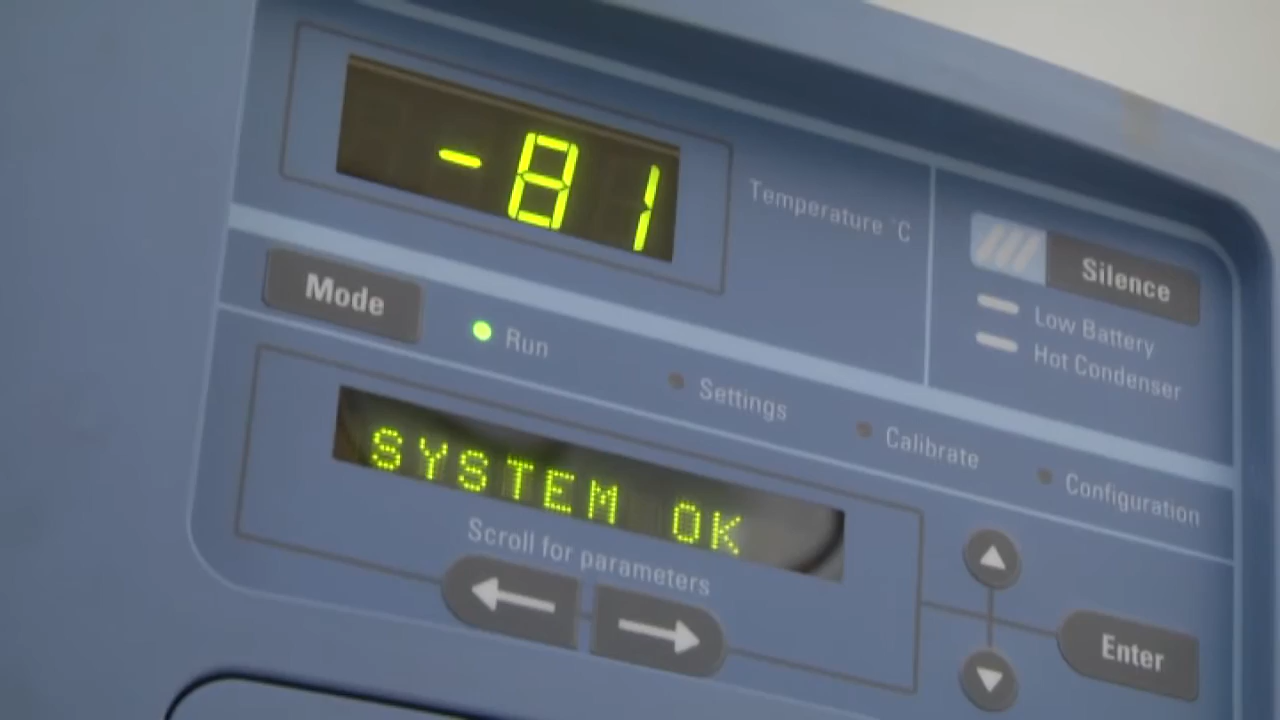 -81
Temperature °C
Silence
Low Battery
Hot Condenser
Mode
Run
Settings
Calibrate
Configuration
SYSTEM OK
Scroll for parameters
Enter